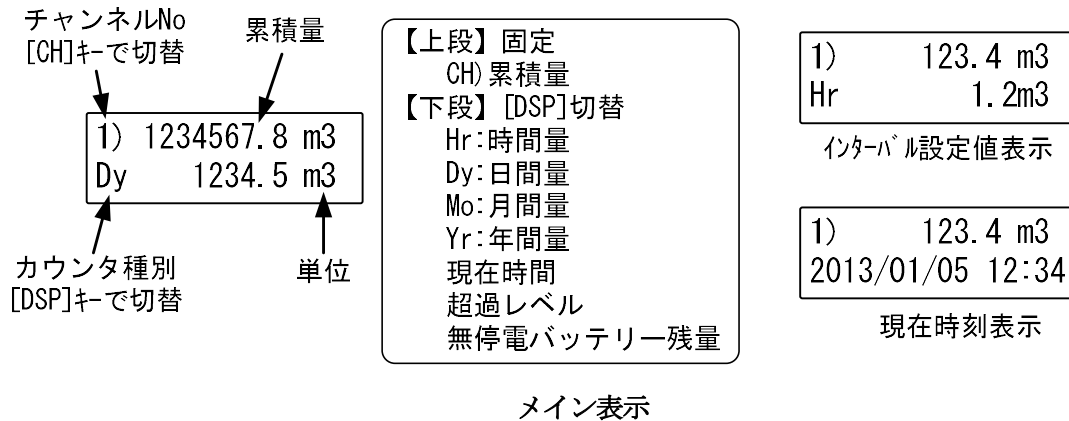 チャンネルNo
[CH]ｷｰで切替
累積量
1) 1234567.8 m3
Dy 1234.5 m3
カウンタ種別
[DSP]ｷｰで切替
単位
【上段】固定
CH)累積量
【下段】[DSP]切替
Hr:時間量
Dy:日間量
Mo:月間量
Yr:年間量
現在時間
超過レベル
無停電バッテリー残量
1) 123.4 m3
Hr 1.2m3
ｲﾝﾀｰﾊﾞﾙ設定値表示
1) 123.4 m3
2013/01/05 12:34
現在時刻表示
メイン表示